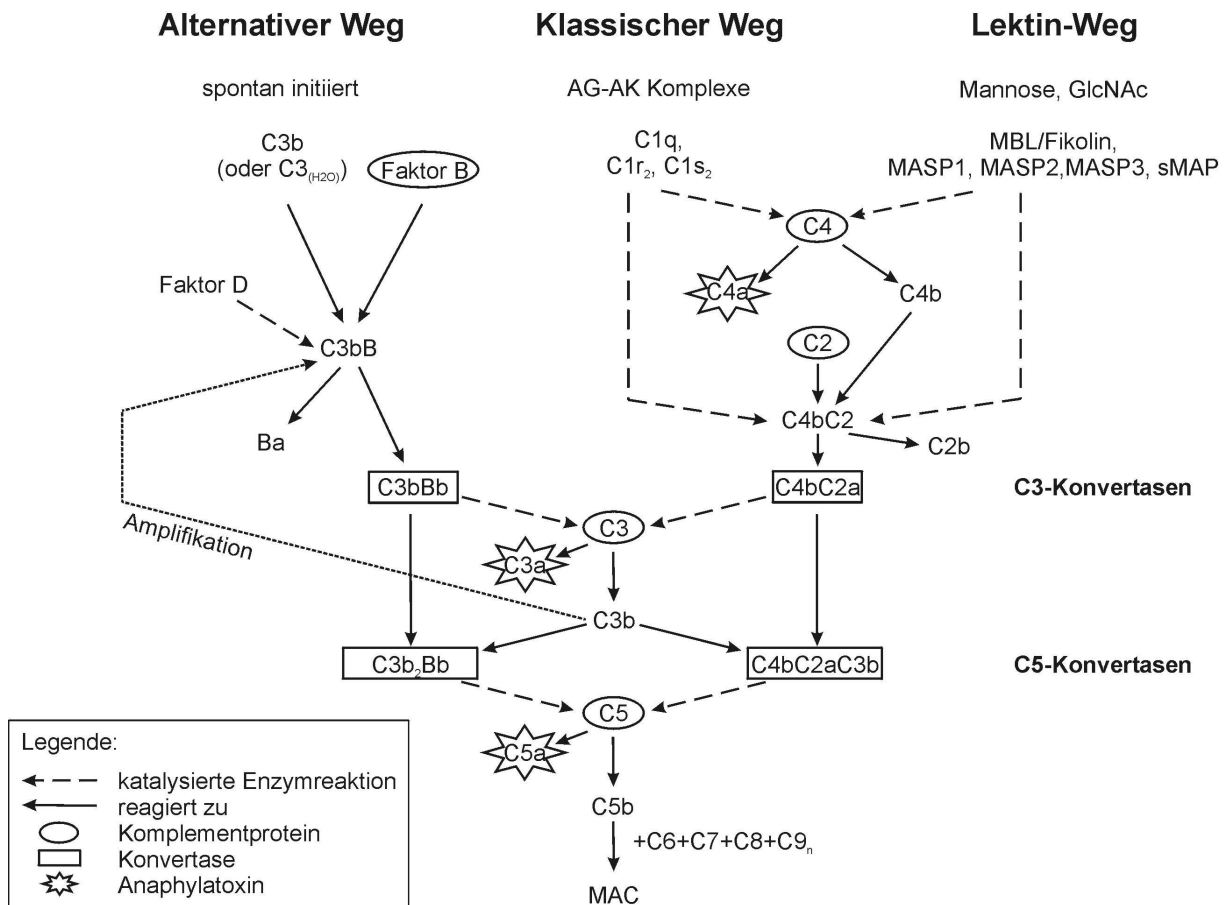 Alternativer Weg
Klassischer Weg
Lektin-Weg
spontan initiiert
AG-AK Komplexe
Mannose, GlcNAc
C3b
(oder C3(H2O))
Faktor B
C1q,
C1r2, C1s2
MBL/Fikolin,
MASP1, MASP2,MASP3, sMAP
C4
Faktor D
C4a
C4b
C3bB
C2
Ba
C4bC2
C2b
C3bBb
C4bC2a
C3-Konvertasen
Amplifikation
C3
C3a
C3b
C3b2Bb
C4bC2aC3b
C5-Konvertasen
C5
C5a
C5b
+C6+C7+C8+C9n
MAC
Legende:
katalysierte Enzymreaktion
reagiert zu
Komplementprotein
Konvertase
Anaphylatoxin